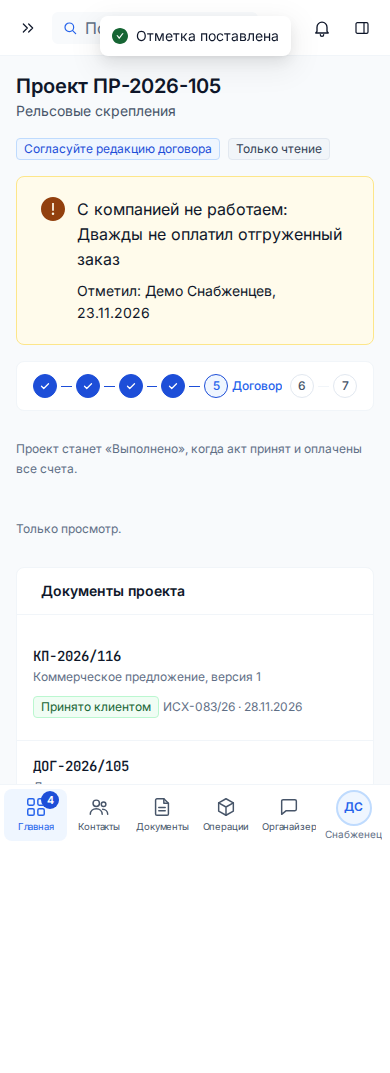 Отметка поставлена
Проект ПР-2026-105
Рельсовые скрепления
Согласуйте редакцию договора
Только чтение
С компанией не работаем:
Дважды не оплатил отгруженный
заказ
Отметил: Демо Снабженцев,
23.11.2026
5 Договор 6 7
Проект станет «Выполнено», когда акт принят и оплачены
все счета.
Только просмотр.
Документы проекта
КП-2026/116
Коммерческое предложение, версия 1
Принято клиентом ИСХ-083/26 · 28.11.2026
ДОГ-2026/105
4
ДС
Главная
Контакты
Документы
Операции
Органайзер
Снабженец